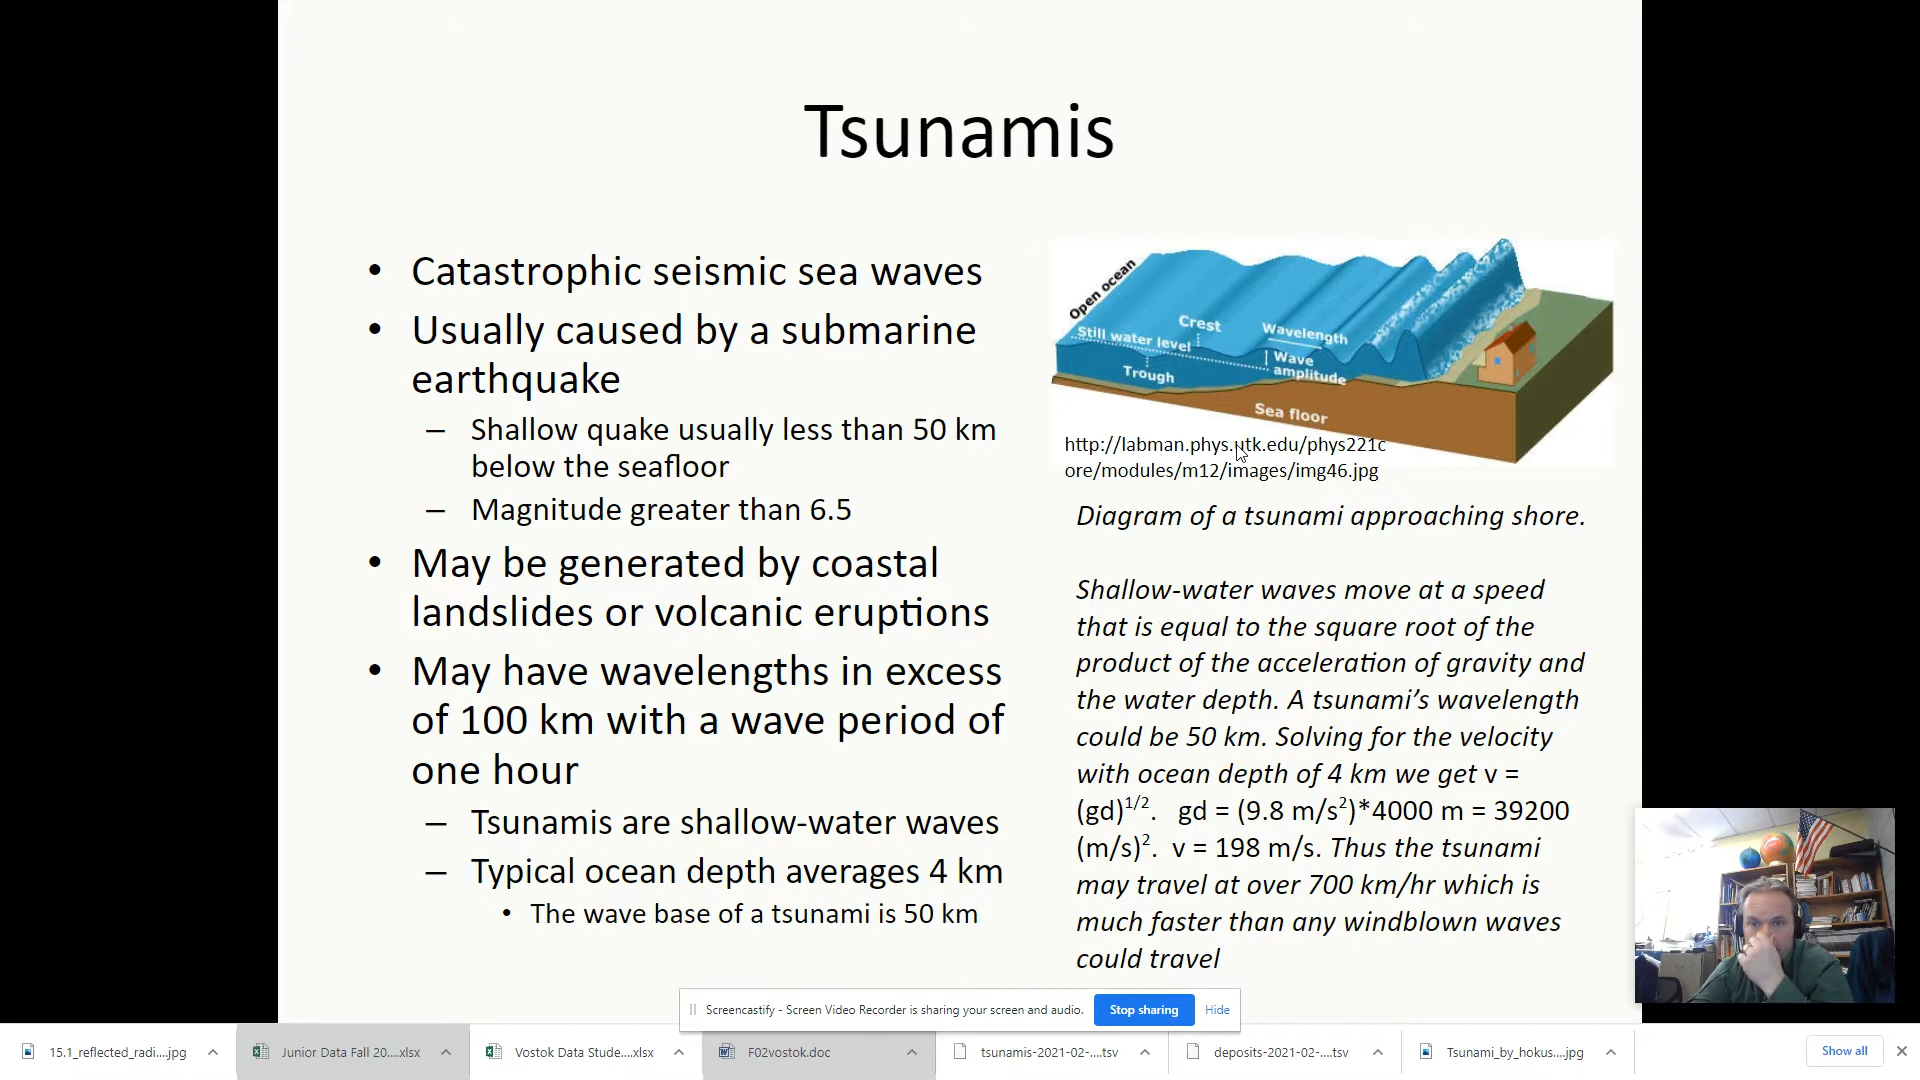 Tsunamis
• Catastrophic seismic sea waves
• Usually caused by a submarine
earthquake
– Shallow quake usually less than 50 km
below the seafloor
– Magnitude greater than 6.5
• May be generated by coastal
landslides or volcanic eruptions
• May have wavelengths in excess
of 100 km with a wave period of
one hour
– Tsunamis are shallow-water waves
– Typical ocean depth averages 4 km
• The wave base of a tsunami is 50 km
Open ocean
Crest
Wavelength
Still water level
Wave
amplitude
Trough
Sea floor
http://labman.phys.utk.edu/phys221c
ore/modules/m12/images/img46.jpg
Diagram of a tsunami approaching shore.
Shallow-water waves move at a speed
that is equal to the square root of the
product of the acceleration of gravity and
the water depth. A tsunami’s wavelength
could be 50 km. Solving for the velocity
with ocean depth of 4 km we get v =
(gd)^1/2. gd = (9.8 m/s²)*4000 m = 39200
(m/s)². v = 198 m/s. Thus the tsunami
may travel at over 700 km/hr which is
much faster than any windblown waves
could travel
Screencastify - Screen Video Recorder is sharing your screen and audio. Stop sharing Hide
15.1_reflected_radi....jpg Junior Data Fall 20....xlsx Vostok Data Stude....xlsx F02vostok.doc tsunamis-2021-02-....tsv deposits-2021-02-....tsv Tsunami_by_hokus....jpg Show all